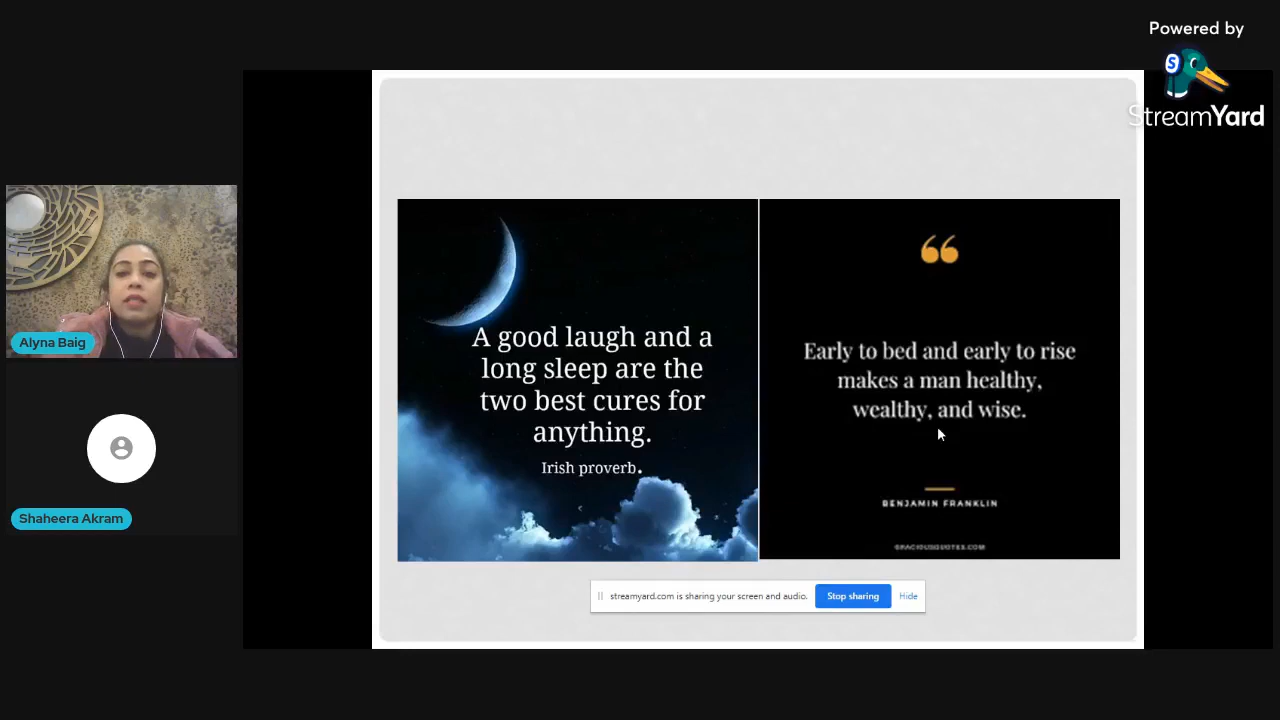 Powered by
StreamYard
Alyna Baig
Shaheera Akram
A good laugh and a
long sleep are the
two best cures for
anything.
Irish proverb.
Early to bed and early to rise
makes a man healthy,
wealthy, and wise.
BENJAMIN FRANKLIN
GRACIOUSQUOTES.COM
streamyard.com is sharing your screen and audio.
Stop sharing
Hide